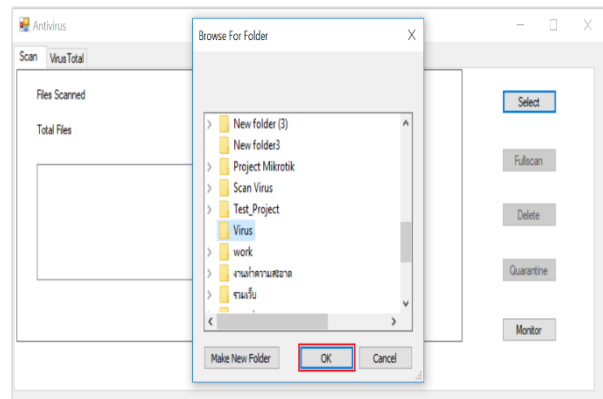 Antivirus
Scan VirusTotal
Files Scanned
Total Files
Browse For Folder
New folder (3)
New folder3
Project Mikrotik
Scan Virus
Test_Project
Virus
work
งานทำความสะอาด
รวมเว็บ
Make New Folder OK Cancel
Select
Fullscan
Delete
Quarantine
Monitor